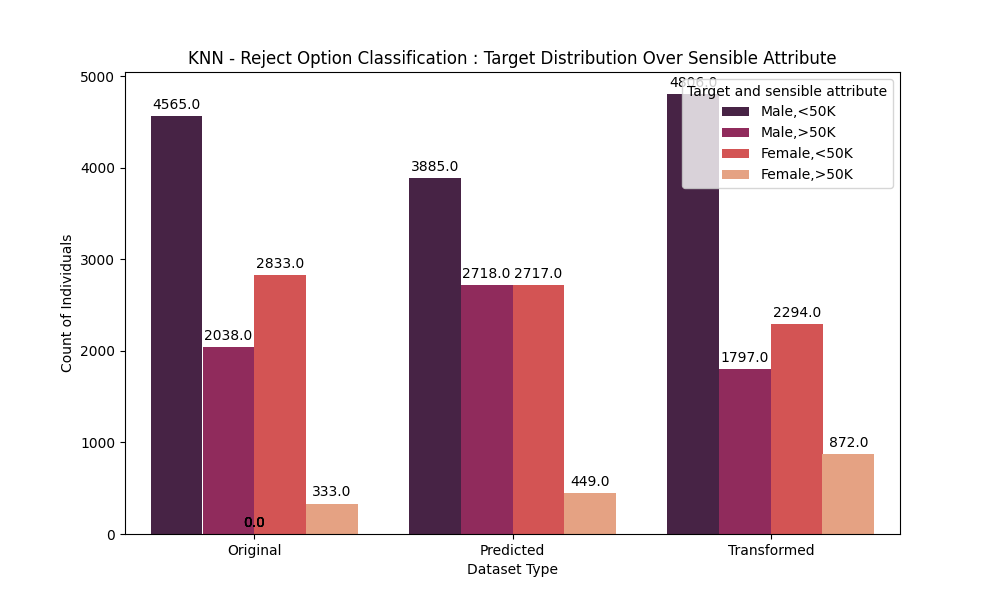 KNN - Reject Option Classification : Target Distribution Over Sensible Attribute
Count of Individuals
5000
4000
3000
2000
1000
0
4565.0
2038.0
2833.0
333.0
0.0
3885.0
2718.0
2717.0
449.0
4806.0
1797.0
2294.0
872.0
Target and sensible attribute
Male,<50K
Male,>50K
Female,<50K
Female,>50K
Original
Predicted
Transformed
Dataset Type